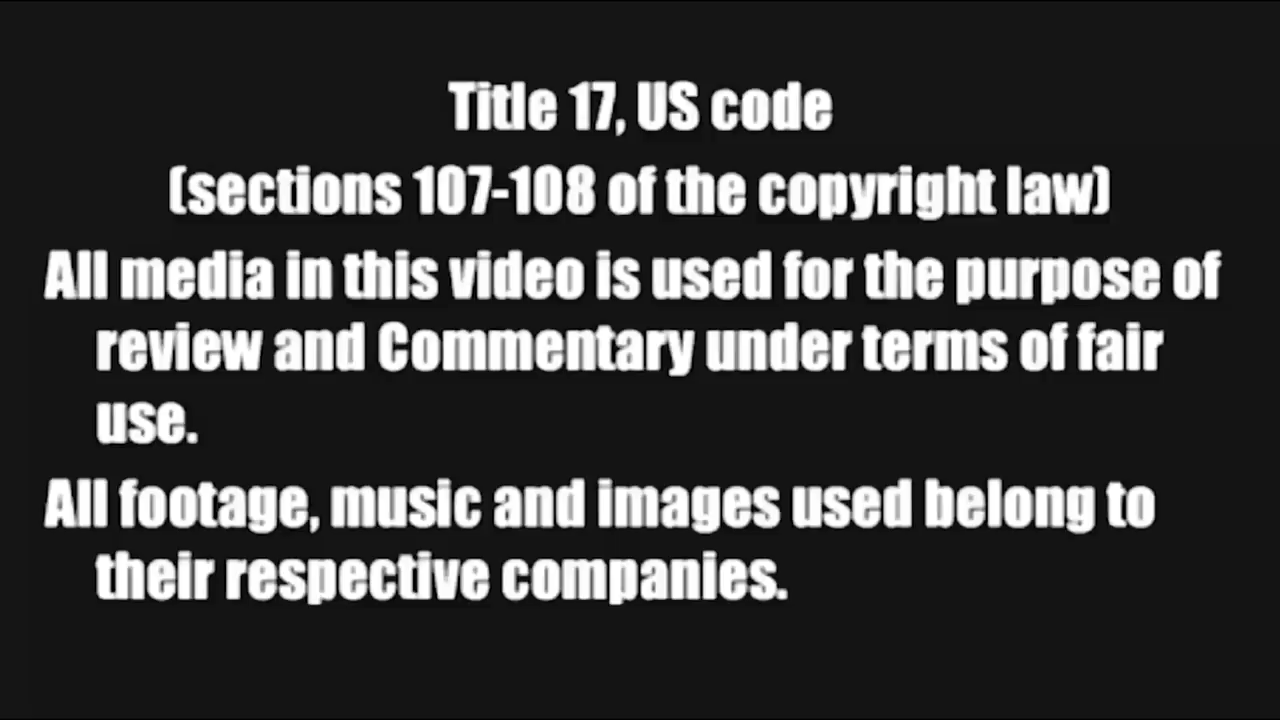 Title 17, US code
(sections 107-108 of the copyright law)
All media in this video is used for the purpose of
review and Commentary under terms of fair
use.
All footage, music and images used belong to
their respective companies.